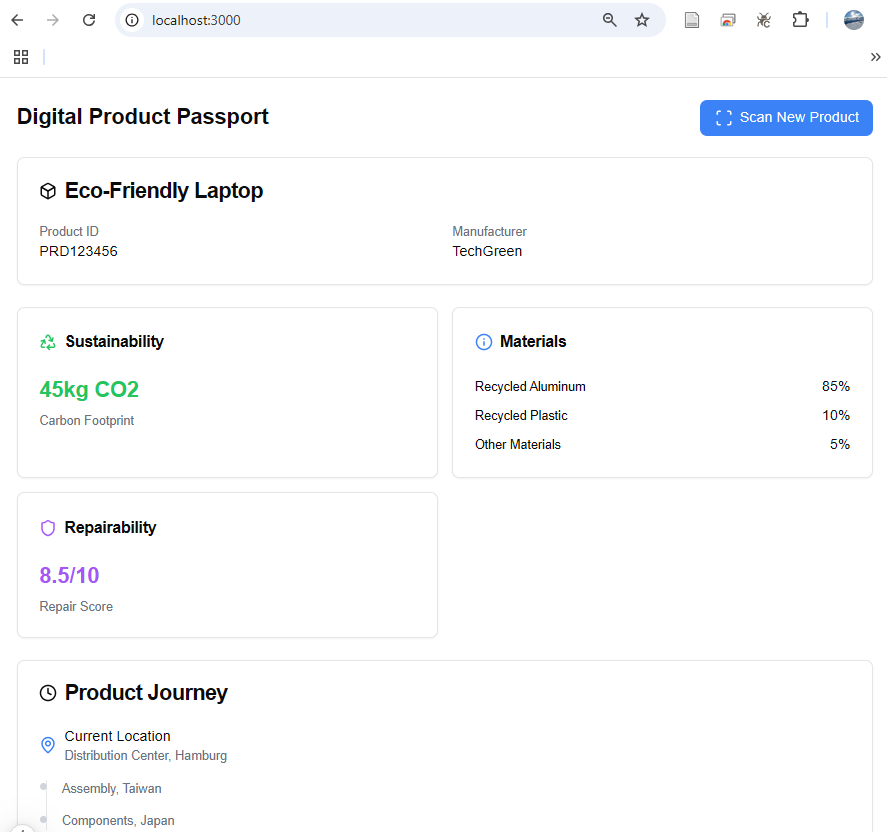 localhost:3000
Digital Product Passport
Scan New Product
Eco-Friendly Laptop
Product ID
PRD123456
Manufacturer
TechGreen
Sustainability
45kg CO2
Carbon Footprint
Materials
Recycled Aluminum 85%
Recycled Plastic 10%
Other Materials 5%
Repairability
8.5/10
Repair Score
Product Journey
Current Location
Distribution Center, Hamburg
Assembly, Taiwan
Components, Japan